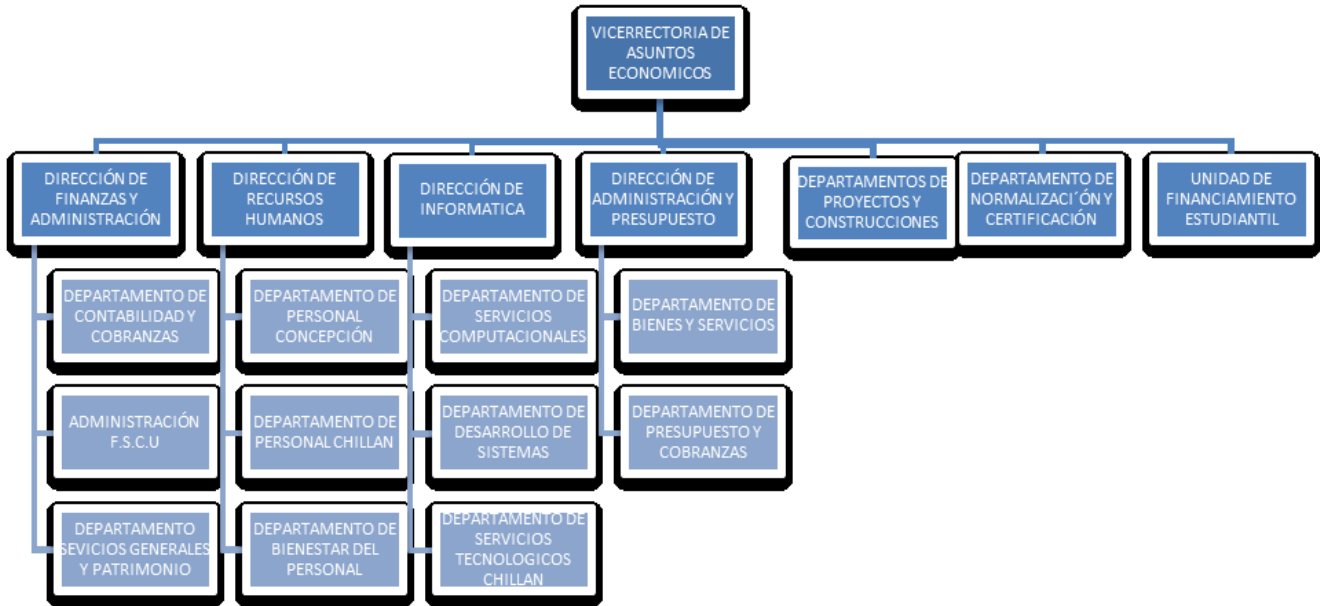 VICERRECTORIA DE
ASUNTOS
ECONOMICOS
DIRECCIÓN DE
FINANZAS Y
ADMINISTRACIÓN
DIRECCIÓN DE
RECURSOS
HUMANOS
DIRECCIÓN DE
INFORMATICA
DIRECCIÓN DE
ADMINISTRACIÓN Y
PRESUPUESTO
DEPARTAMENTOS DE
PROYECTOS Y
CONSTRUCCIONES
DEPARTAMENTO DE
NORMALIZACI´ÓN Y
CERTIFICACIÓN
UNIDAD DE
FINANCIAMIENTO
ESTUDIANTIL
DEPARTAMENTO DE
CONTABILIDAD Y
COBRANZAS
DEPARTAMENTO DE
PERSONAL
CONCEPCIÓN
DEPARTAMENTO DE
SERVICIOS
COMPUTACIONALES
DEPARTAMENTO DE
BIENES Y SERVICIOS
ADMINISTRACIÓN
F.S.C.U
DEPARTAMENTO DE
PERSONAL CHILLAN
DEPARTAMENTO DE
DESARROLLO DE
SISTEMAS
DEPARTAMENTO DE
PRESUPUESTO Y
COBRANZAS
DEPARTAMENTO
SEVICIOS GENERALES
Y PATRIMONIO
DEPARTAMENTO DE
BIENESTAR DEL
PERSONAL
DEPARTAMENTO DE
SERVICIOS
TECNOLOGICOS
CHILLAN